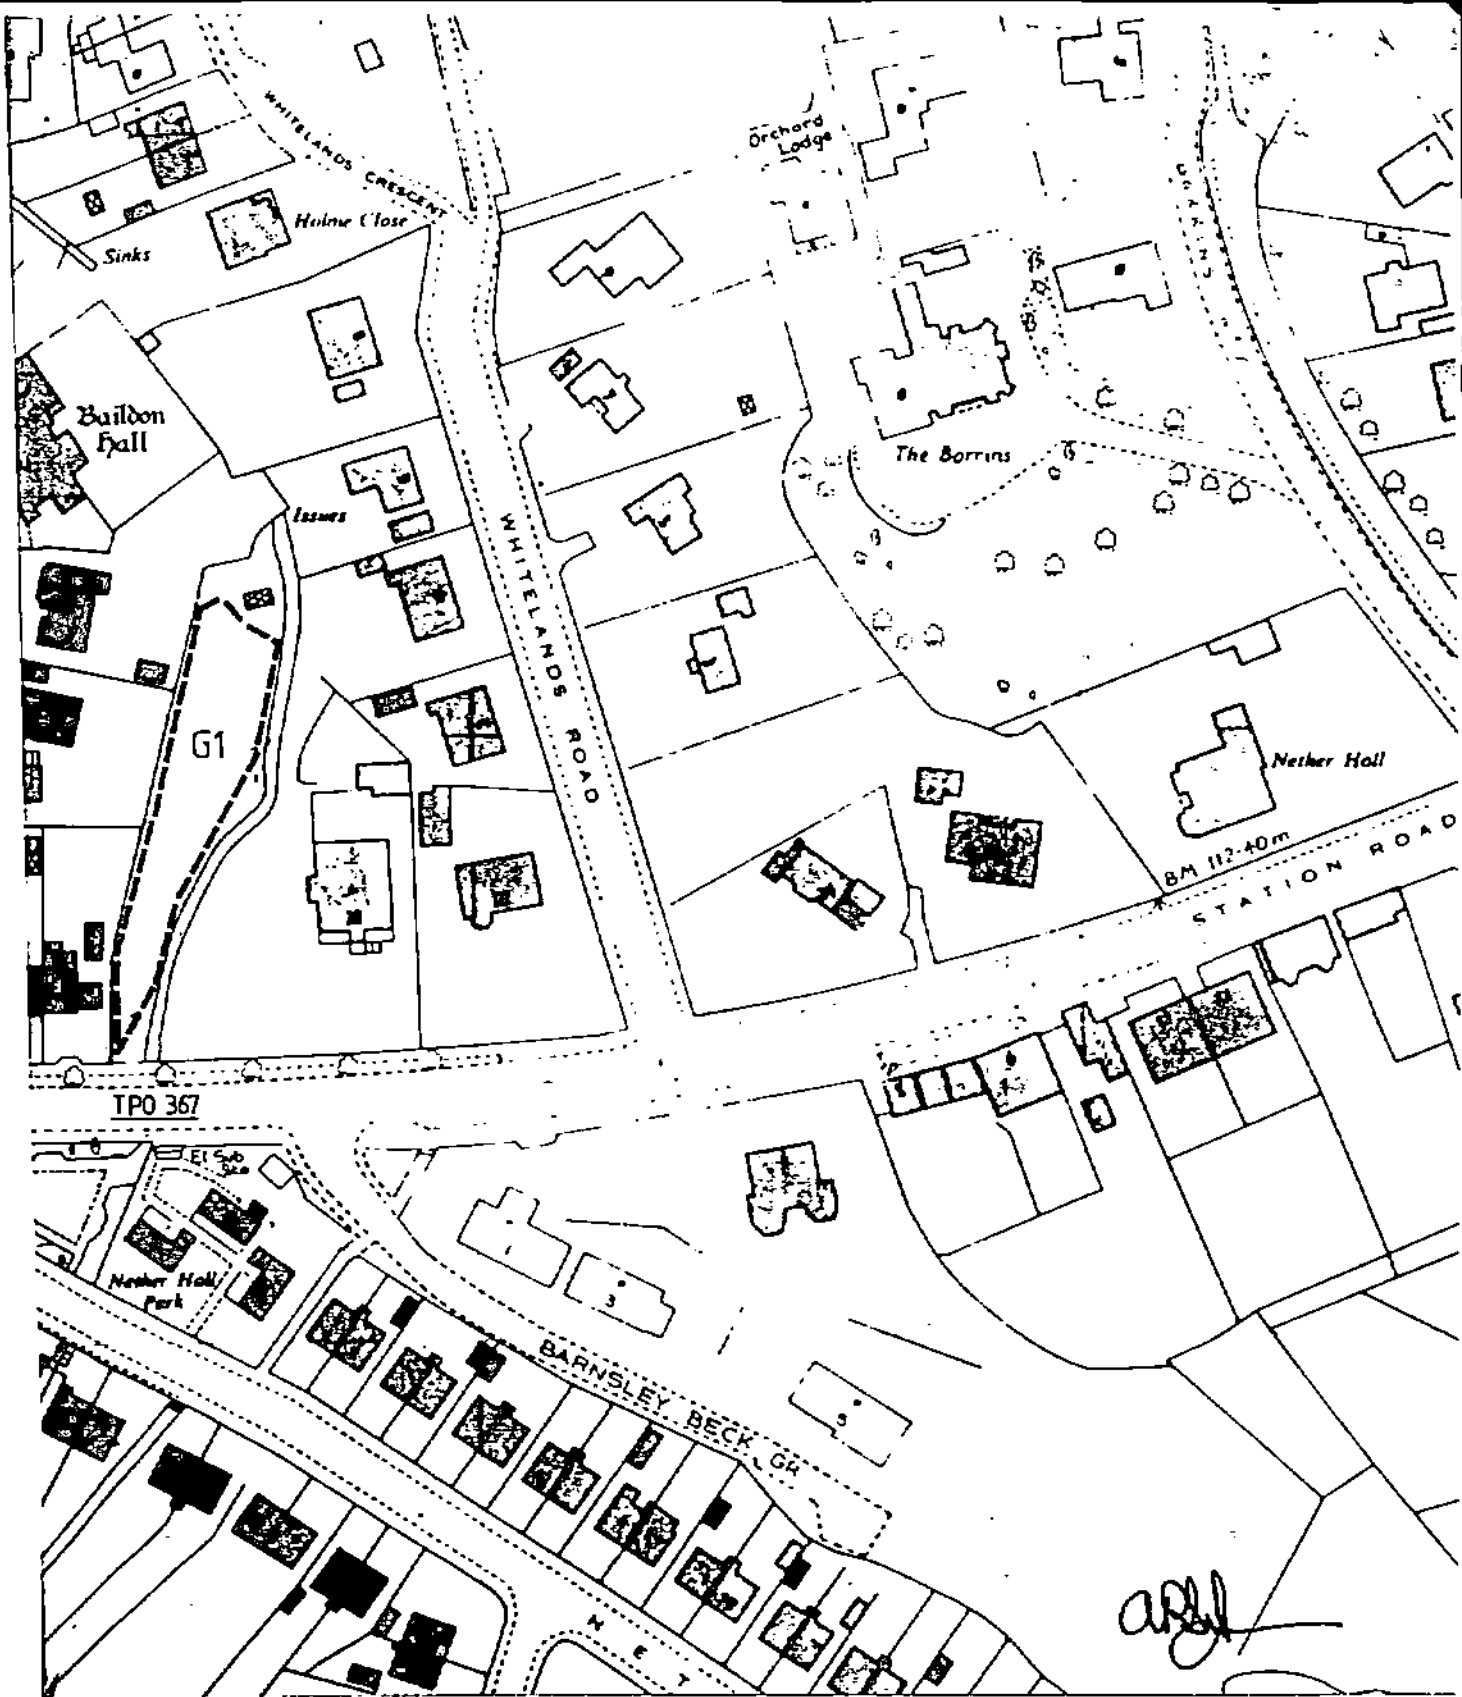 WHITELANDS CRESCENT
Orchard
Lodge
Holme Close
Sinks
Baildon
Hall
The Borrins
Issues
WHITELANDS ROAD
G1
Nether Hall
BM 112·40m
STATION ROAD
TPO 367
El Sub
Sta
1
3
Nether Hall
Park
BARNSLEY BECK GR
5
N E T